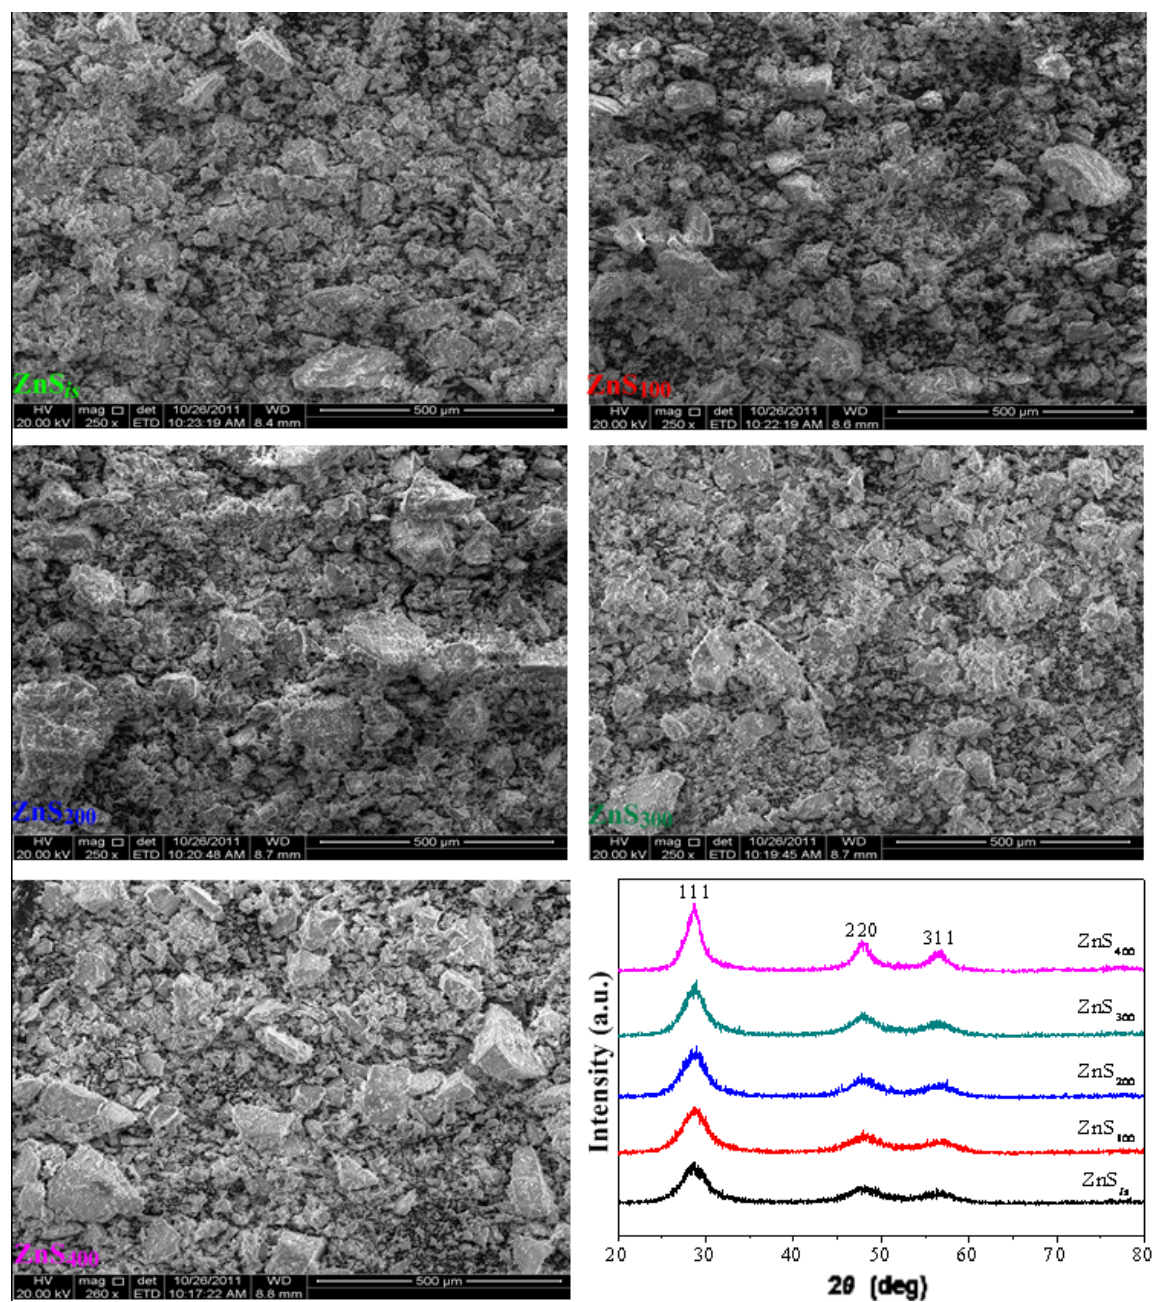 ZnSis
HV mag □ det 10/26/2011 WD 500 µm
20.00 kV 250 x ETD 10:23:19 AM 8.4 mm
ZnS100
HV mag □ det 10/26/2011 WD 500 µm
20.00 kV 250 x ETD 10:22:19 AM 8.6 mm
ZnS200
HV mag □ det 10/26/2011 WD 500 µm
20.00 kV 250 x ETD 10:20:48 AM 8.7 mm
ZnS300
HV mag □ det 10/26/2011 WD 500 µm
20.00 kV 250 x ETD 10:19:45 AM 8.7 mm
ZnS400
HV mag □ det 10/26/2011 WD 500 µm
20.00 kV 260 x ETD 10:17:22 AM 8.8 mm
111
220
311
ZnS400
ZnS300
ZnS200
ZnS100
ZnSis
Intensity (a.u.)
20 30 40 50 60 70 80
2θ (deg)